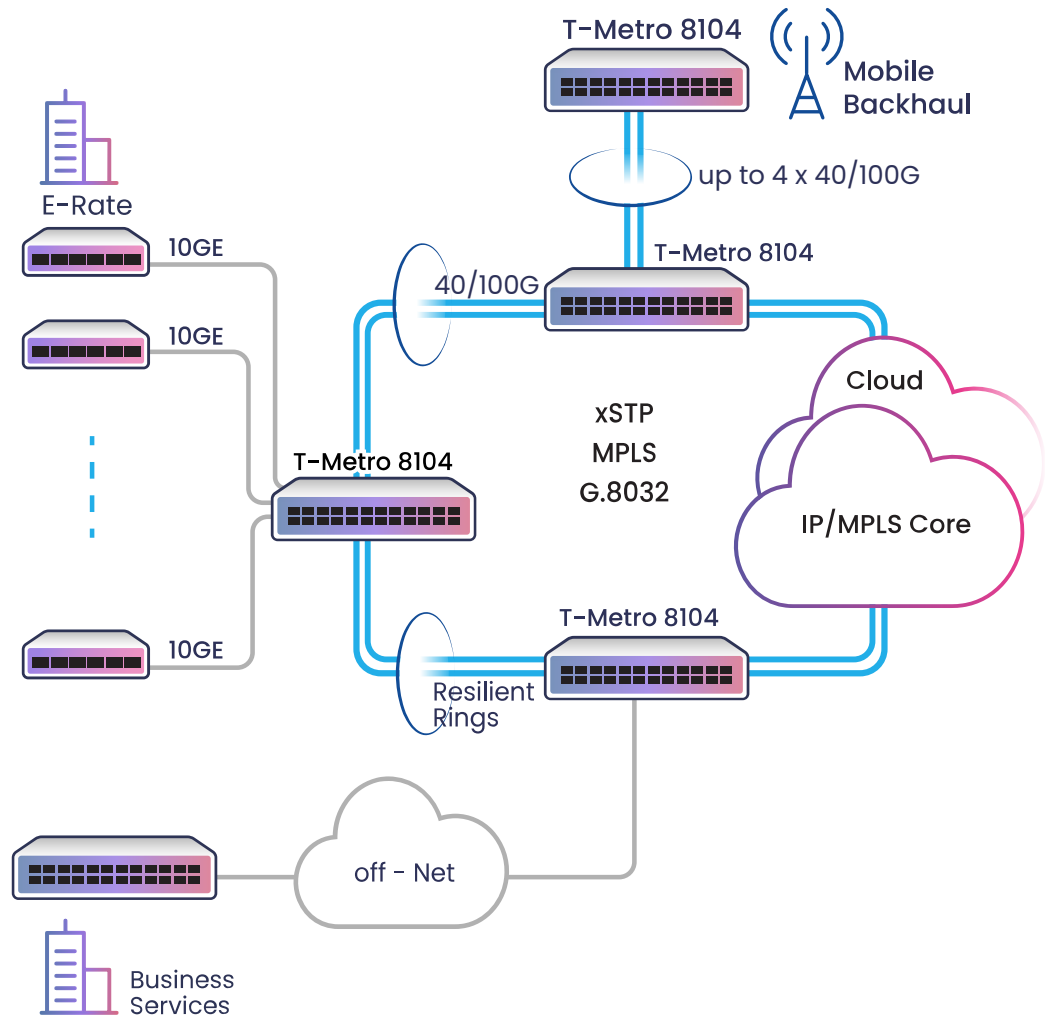 T-Metro 8104
Mobile
Backhaul
E-Rate
up to 4 x 40/100G
10GE
T-Metro 8104
40/100G
10GE
Cloud
xSTP
MPLS
G.8032
T-Metro 8104
IP/MPLS Core
T-Metro 8104
10GE
Resilient
Rings
off - Net
Business
Services